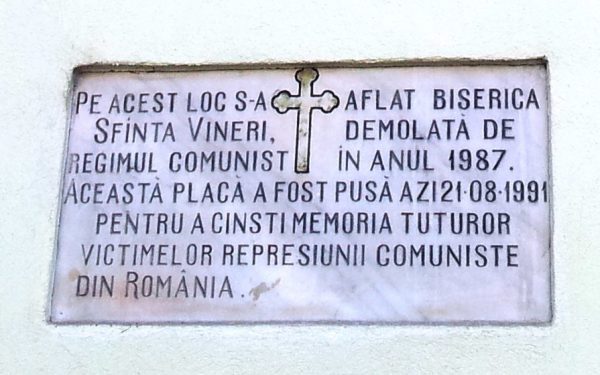 PE ACEST LOC S-A AFLAT BISERICA
SFINTA VINERI, DEMOLATĂ DE
REGIMUL COMUNIST ÎN ANUL 1987.
ACEASTĂ PLACĂ A FOST PUSĂ AZI 21·08·1991
PENTRU A CINSTI MEMORIA TUTUROR
VICTIMELOR REPRESIUNII COMUNISTE
DIN ROMÂNIA.